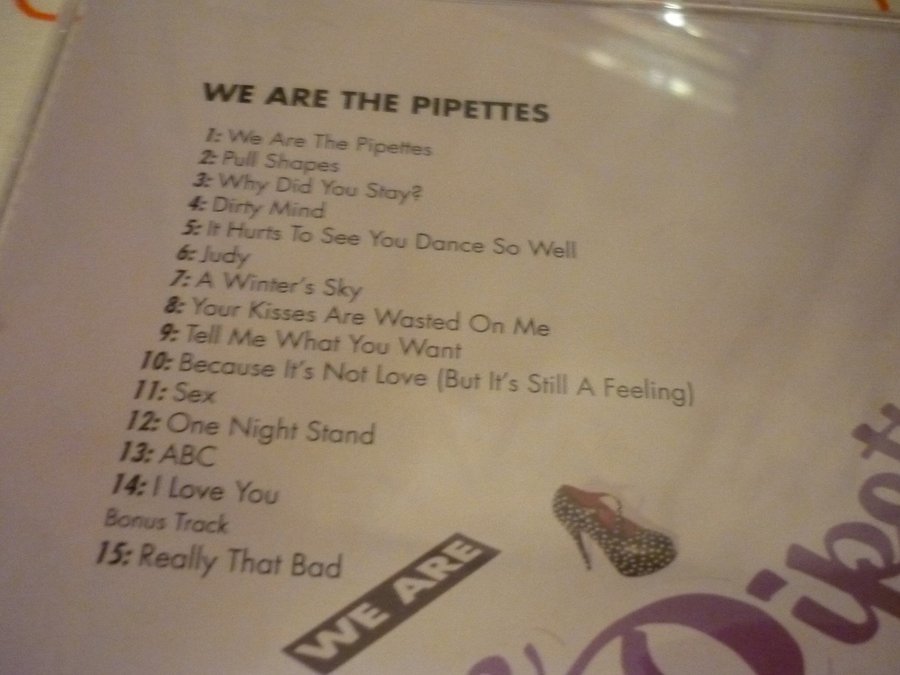 WE ARE THE PIPETTES
1: We Are The Pipettes
2: Pull Shapes
3: Why Did You Stay?
4: Dirty Mind
5: It Hurts To See You Dance So Well
6: Judy
7: A Winter's Sky
8: Your Kisses Are Wasted On Me
9: Tell Me What You Want
10: Because It's Not Love (But It's Still A Feeling)
11: Sex
12: One Night Stand
13: ABC
14: I Love You
Bonus Track
15: Really That Bad
WE ARE